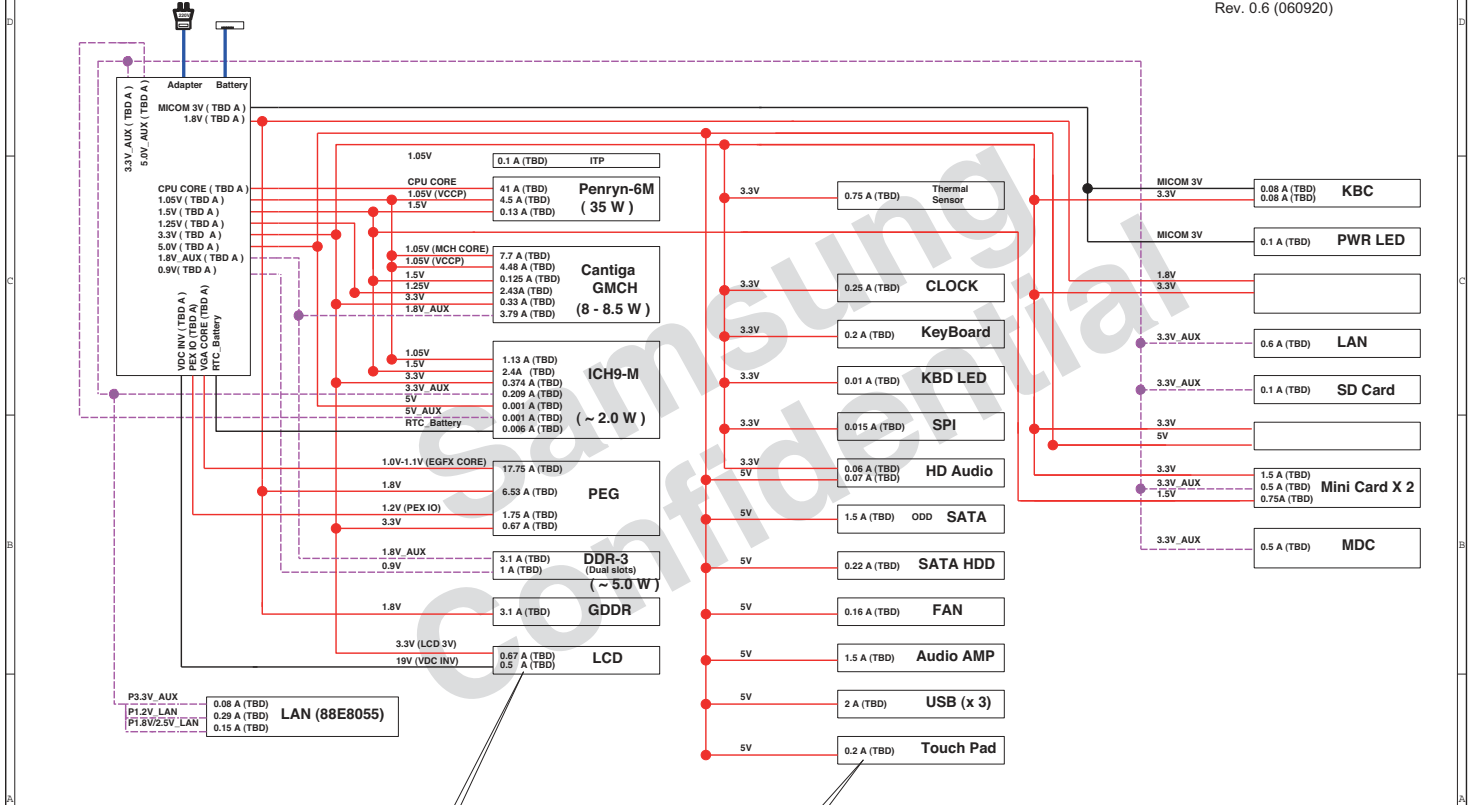 Rev. 0.6 (060920)
D
D
220V
Adapter
Battery
3.3V_AUX ( TBD A )
5.0V_AUX ( TBD A )
MICOM 3V ( TBD A )
1.8V ( TBD A )
CPU CORE ( TBD A )
1.05V ( TBD A )
1.5V ( TBD A )
1.25V ( TBD A )
3.3V ( TBD A )
5.0V ( TBD A )
1.8V_AUX ( TBD A )
0.9V( TBD A )
VDC INV ( TBD A )
PEX IO ( TBD A)
VGA CORE (TBD A)
RTC_Battery
C
C
1.05V
0.1 A (TBD) ITP
CPU CORE
1.05V (VCCP)
1.5V
41 A (TBD)
4.5 A (TBD)
0.13 A (TBD)
Penryn-6M
( 35 W )
1.05V (MCH CORE)
1.05V (VCCP)
1.5V
1.25V
3.3V
1.8V_AUX
7.7 A (TBD)
4.48 A (TBD)
0.125 A (TBD)
2.43A (TBD)
0.33 A (TBD)
3.79 A (TBD)
Cantiga
GMCH
(8 - 8.5 W )
1.05V
1.5V
3.3V
3.3V_AUX
5V
5V_AUX
RTC_Battery
1.13 A (TBD)
2.4A (TBD)
0.374 A (TBD)
0.209 A (TBD)
0.001 A (TBD)
0.001 A (TBD)
0.006 A (TBD)
ICH9-M
( ~ 2.0 W )
1.0V-1.1V (EGFX CORE)
1.8V
1.2V (PEX IO)
3.3V
17.75 A (TBD)
6.53 A (TBD)
1.75 A (TBD)
0.67 A (TBD)
PEG
B
B
1.8V_AUX
0.9V
3.1 A (TBD)
1 A (TBD)
DDR-3
(Dual slots)
( ~ 5.0 W )
1.8V
3.1 A (TBD) GDDR
3.3V (LCD 3V)
19V (VDC INV)
0.67 A (TBD)
0.5 A (TBD)
LCD
P3.3V_AUX
P1.2V_LAN
P1.8V/2.5V_LAN
0.08 A (TBD)
0.29 A (TBD)
0.15 A (TBD)
LAN (88E8055)
3.3V
0.75 A (TBD)
Thermal
Sensor
3.3V
0.25 A (TBD) CLOCK
3.3V
0.2 A (TBD) KeyBoard
3.3V
0.01 A (TBD) KBD LED
3.3V
0.015 A (TBD) SPI
3.3V
5V
0.06 A (TBD)
0.07 A (TBD)
HD Audio
5V
1.5 A (TBD) ODD SATA
5V
0.22 A (TBD) SATA HDD
5V
0.16 A (TBD) FAN
5V
1.5 A (TBD) Audio AMP
5V
2 A (TBD) USB (x 3)
5V
0.2 A (TBD) Touch Pad
MICOM 3V
3.3V
0.08 A (TBD)
0.08 A (TBD)
KBC
MICOM 3V
0.1 A (TBD) PWR LED
1.8V
3.3V
3.3V_AUX
0.6 A (TBD) LAN
3.3V_AUX
0.1 A (TBD) SD Card
3.3V
5V
3.3V
3.3V_AUX
1.5V
1.5 A (TBD)
0.5 A (TBD)
0.75A (TBD)
Mini Card X 2
3.3V_AUX
0.5 A (TBD) MDC
A
A
Samsung
Confidential